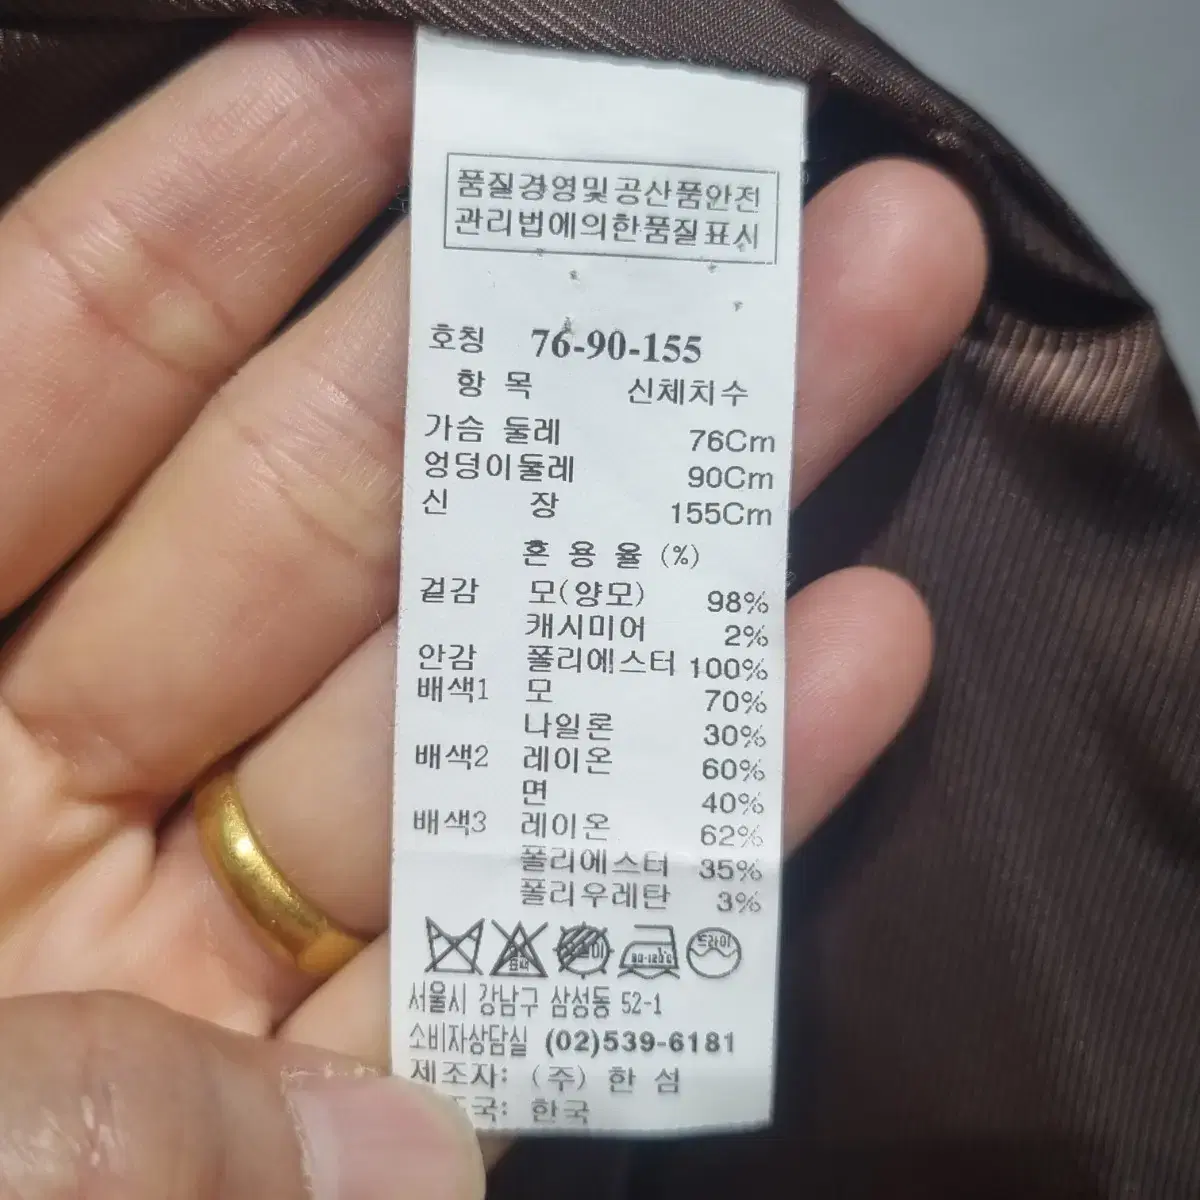 품질경영및공산품안전
관리법에의한품질표시
호칭 76-90-155
항 목 신체치수
가슴 둘레 76Cm
엉덩이둘레 90Cm
신 장 155Cm
혼 용 율 (%)
겉감 모(양모) 98%
캐시미어 2%
안감 폴리에스터 100%
배색1 모 70%
나일론 30%
배색2 레이온 60%
면 40%
배색3 레이온 62%
폴리에스터 35%
폴리우레탄 3%
80-120℃ 드라이
서울시 강남구 삼성동 52-1
소비자상담실 (02)539-6181
제조자: (주) 한 섬
한국